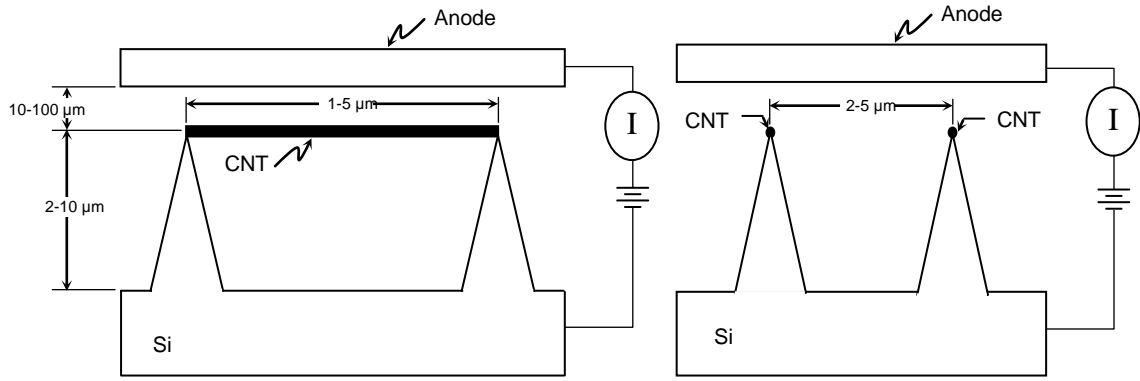 Anode
10-100 μm
1-5 μm
I
CNT
2-10 μm
Si
Anode
2-5 μm
CNT
CNT
I
Si